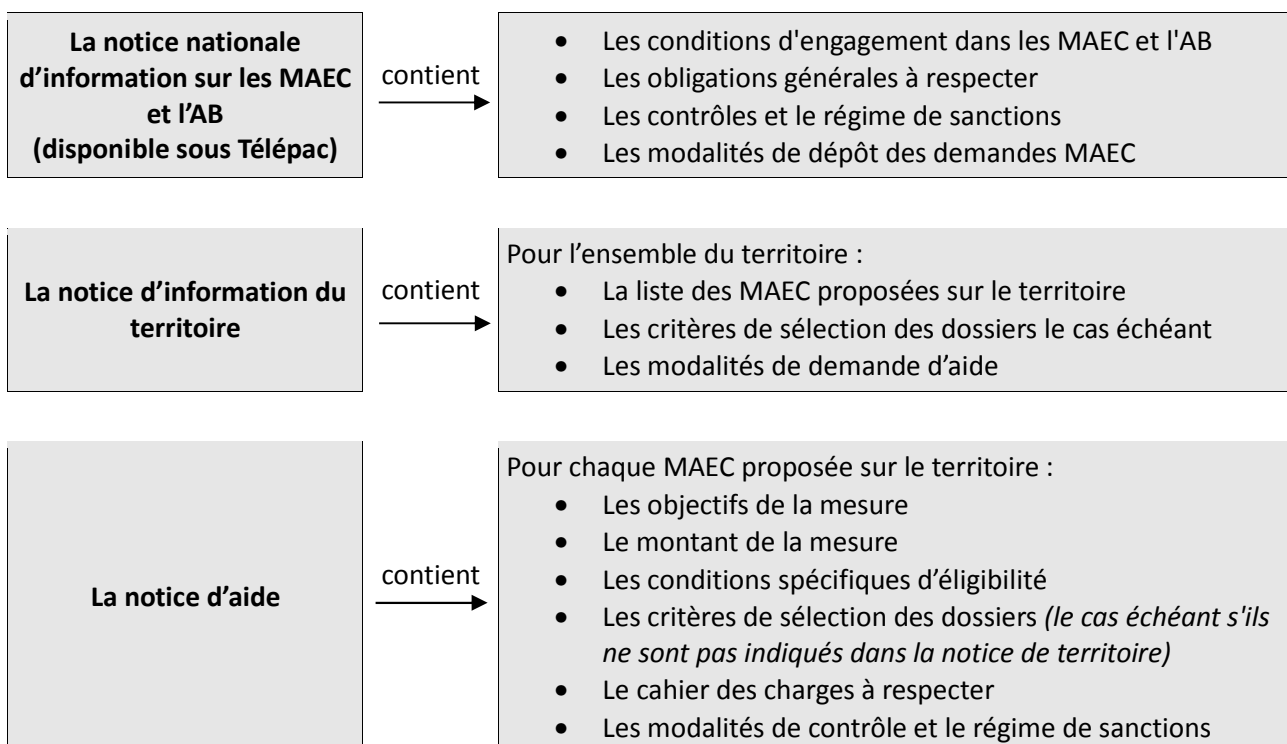 La notice nationale
d’information sur les MAEC
et l’AB
(disponible sous Télépac)
contient
• Les conditions d'engagement dans les MAEC et l'AB
• Les obligations générales à respecter
• Les contrôles et le régime de sanctions
• Les modalités de dépôt des demandes MAEC
La notice d’information du
territoire
contient
Pour l’ensemble du territoire :
• La liste des MAEC proposées sur le territoire
• Les critères de sélection des dossiers le cas échéant
• Les modalités de demande d’aide
La notice d’aide
contient
Pour chaque MAEC proposée sur le territoire :
• Les objectifs de la mesure
• Le montant de la mesure
• Les conditions spécifiques d’éligibilité
• Les critères de sélection des dossiers (le cas échéant s'ils
ne sont pas indiqués dans la notice de territoire)
• Le cahier des charges à respecter
• Les modalités de contrôle et le régime de sanctions